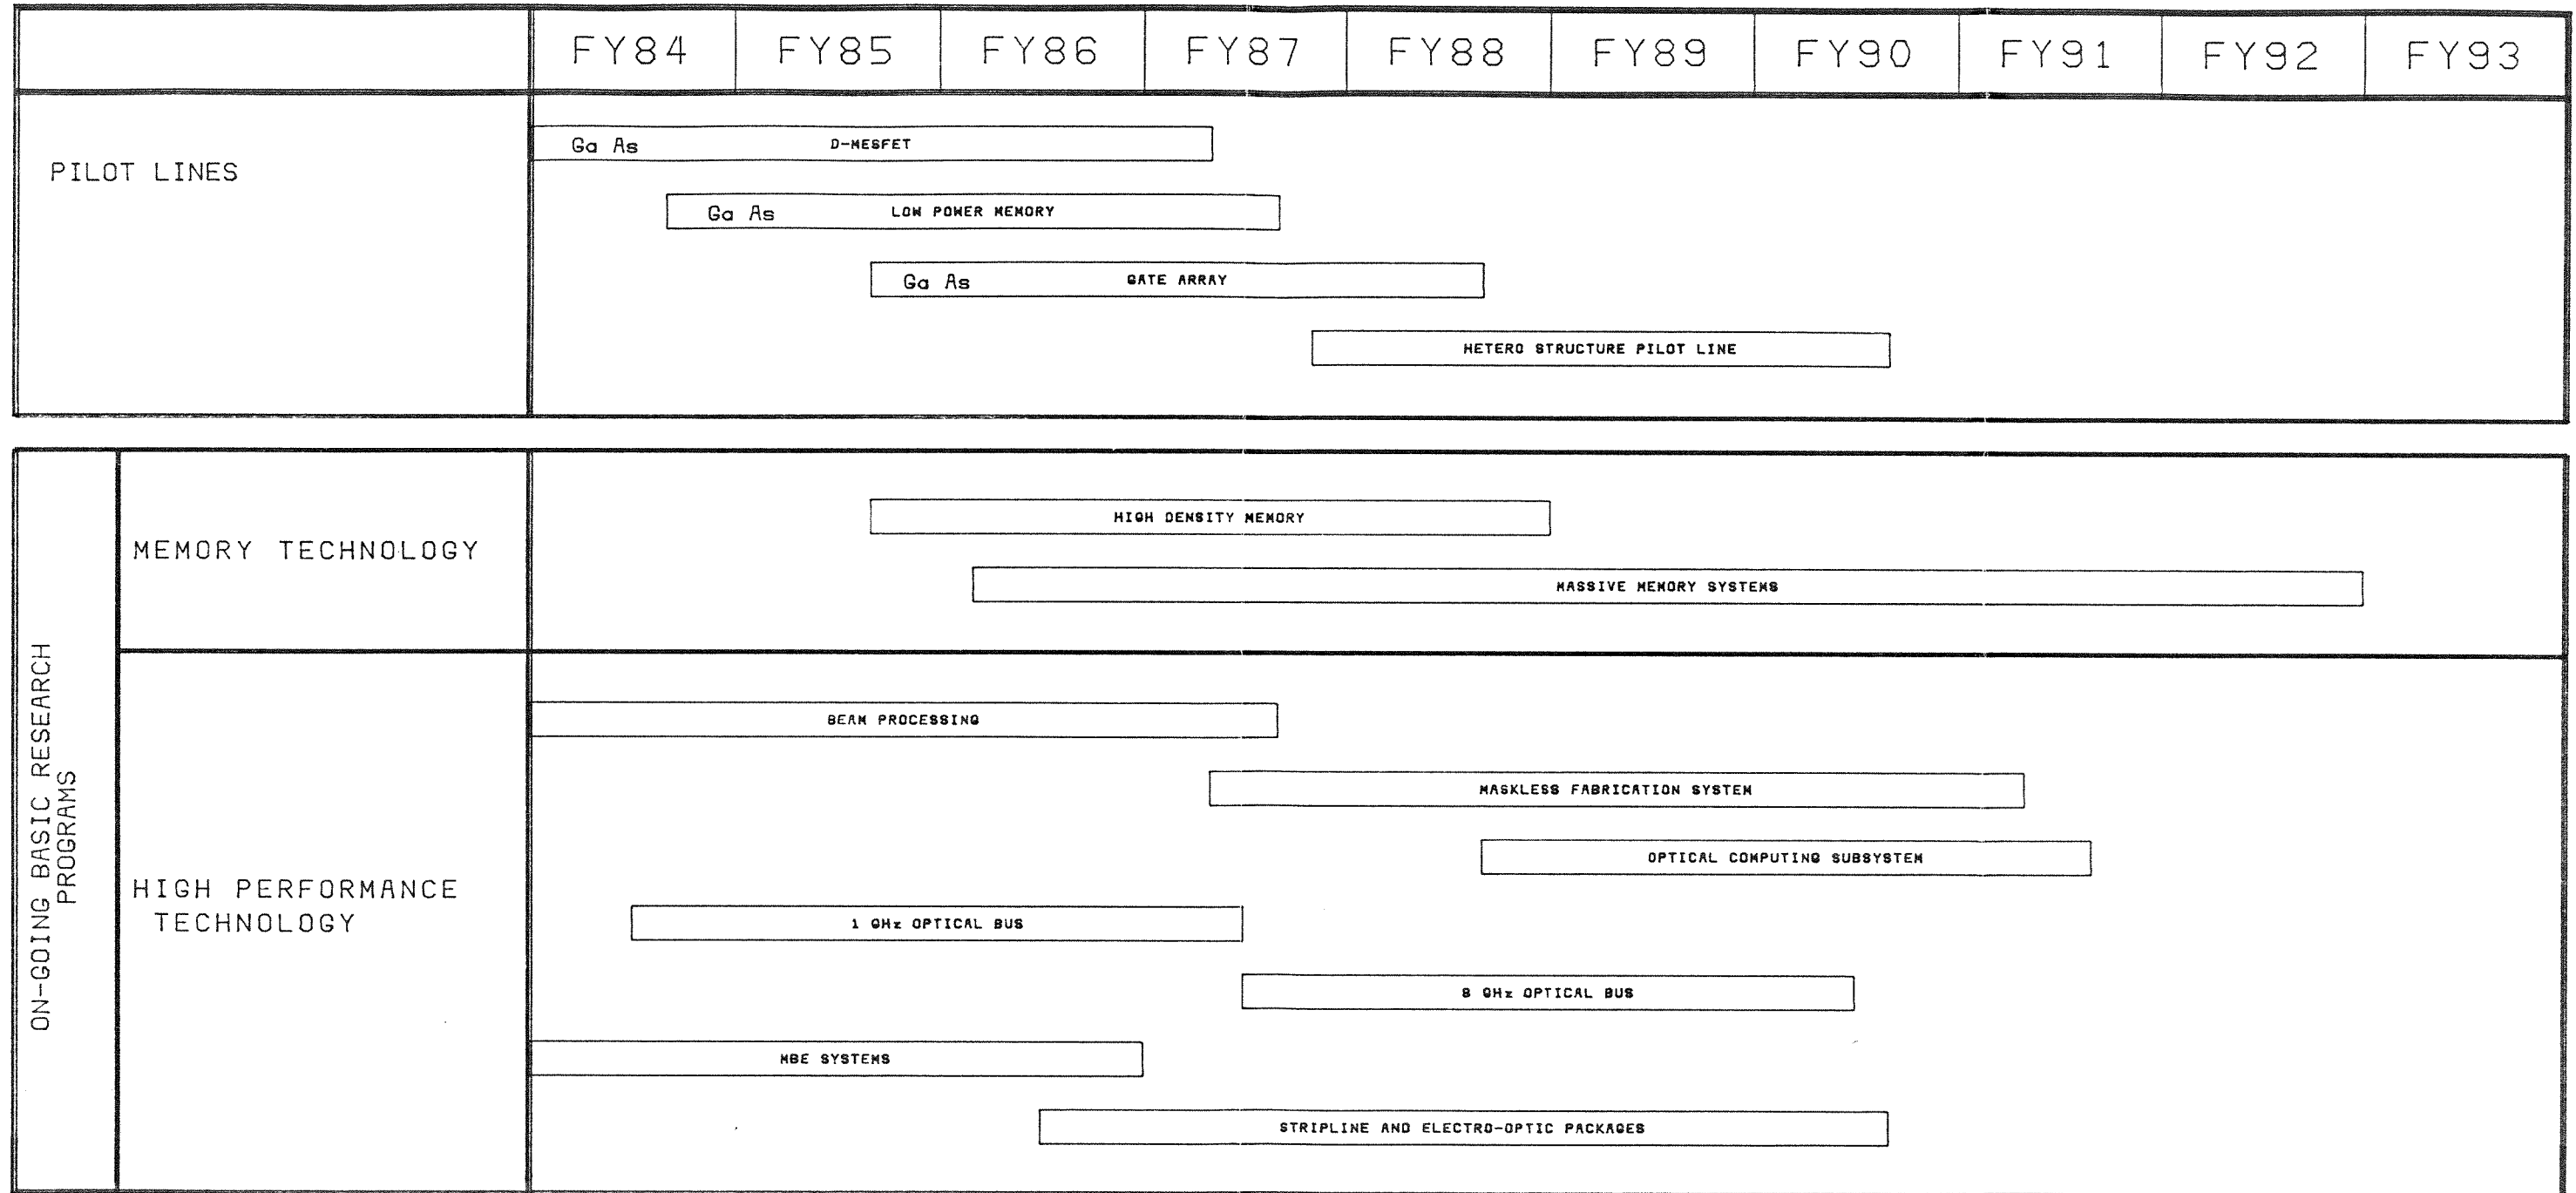 FY84 FY85 FY86 FY87 FY88 FY89 FY90 FY91 FY92 FY93
PILOT LINES
Ga As D-MESFET
Ga As LOW POWER MEMORY
Ga As GATE ARRAY
HETERO STRUCTURE PILOT LINE
ON-GOING BASIC RESEARCH
PROGRAMS
MEMORY TECHNOLOGY
HIGH DENSITY MEMORY
MASSIVE MEMORY SYSTEMS
HIGH PERFORMANCE
TECHNOLOGY
BEAM PROCESSING
MASKLESS FABRICATION SYSTEM
OPTICAL COMPUTING SUBSYSTEM
1 GHz OPTICAL BUS
8 GHz OPTICAL BUS
MBE SYSTEMS
STRIPLINE AND ELECTRO-OPTIC PACKAGES